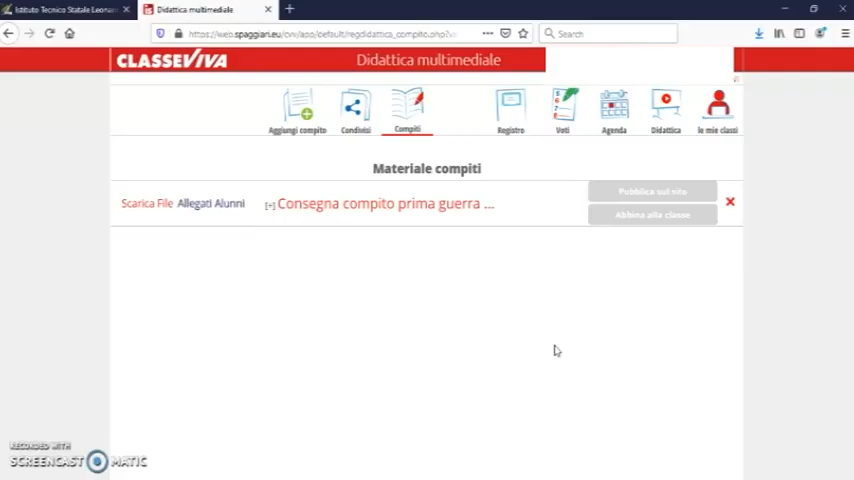 Istituto Tecnico Statale Leonar
Didattica multimediale
https://web.spaggiari.eu/cvv/app/default/regdidattica_compito.php?v
Search
CLASSEVIVA
Didattica multimediale
Aggiungi compito
Condivisi
Compiti
Registro
Voti
Agenda
Didattica
le mie classi
Materiale compiti
Scarica File
Allegati Alunni
[+] Consegna compito prima guerra ...
Pubblica sul sito
Abbina alla classe
RECORDED WITH
SCREENCAST MATIC